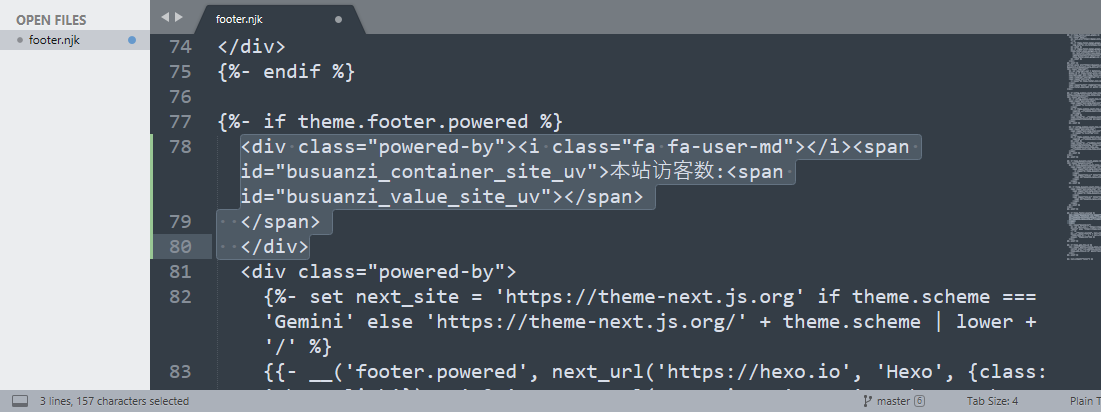 OPEN FILES
footer.njk
footer.njk
74 </div>
75 {%- endif %}
76
77 {%- if theme.footer.powered %}
78 <div class="powered-by"><i class="fa fa-user-md"></i><span
id="busuanzi_container_site_uv">本站访客数:<span
id="busuanzi_value_site_uv"></span>
79 </span>
80 </div>
81 <div class="powered-by">
82 {%- set next_site = 'https://theme-next.js.org' if theme.scheme ===
'Gemini' else 'https://theme-next.js.org/' + theme.scheme | lower +
'/' %}
83 {{- __('footer.powered', next_url('https://hexo.io', 'Hexo', {class:
3 lines, 157 characters selected
master 6
Tab Size: 4
Plain T